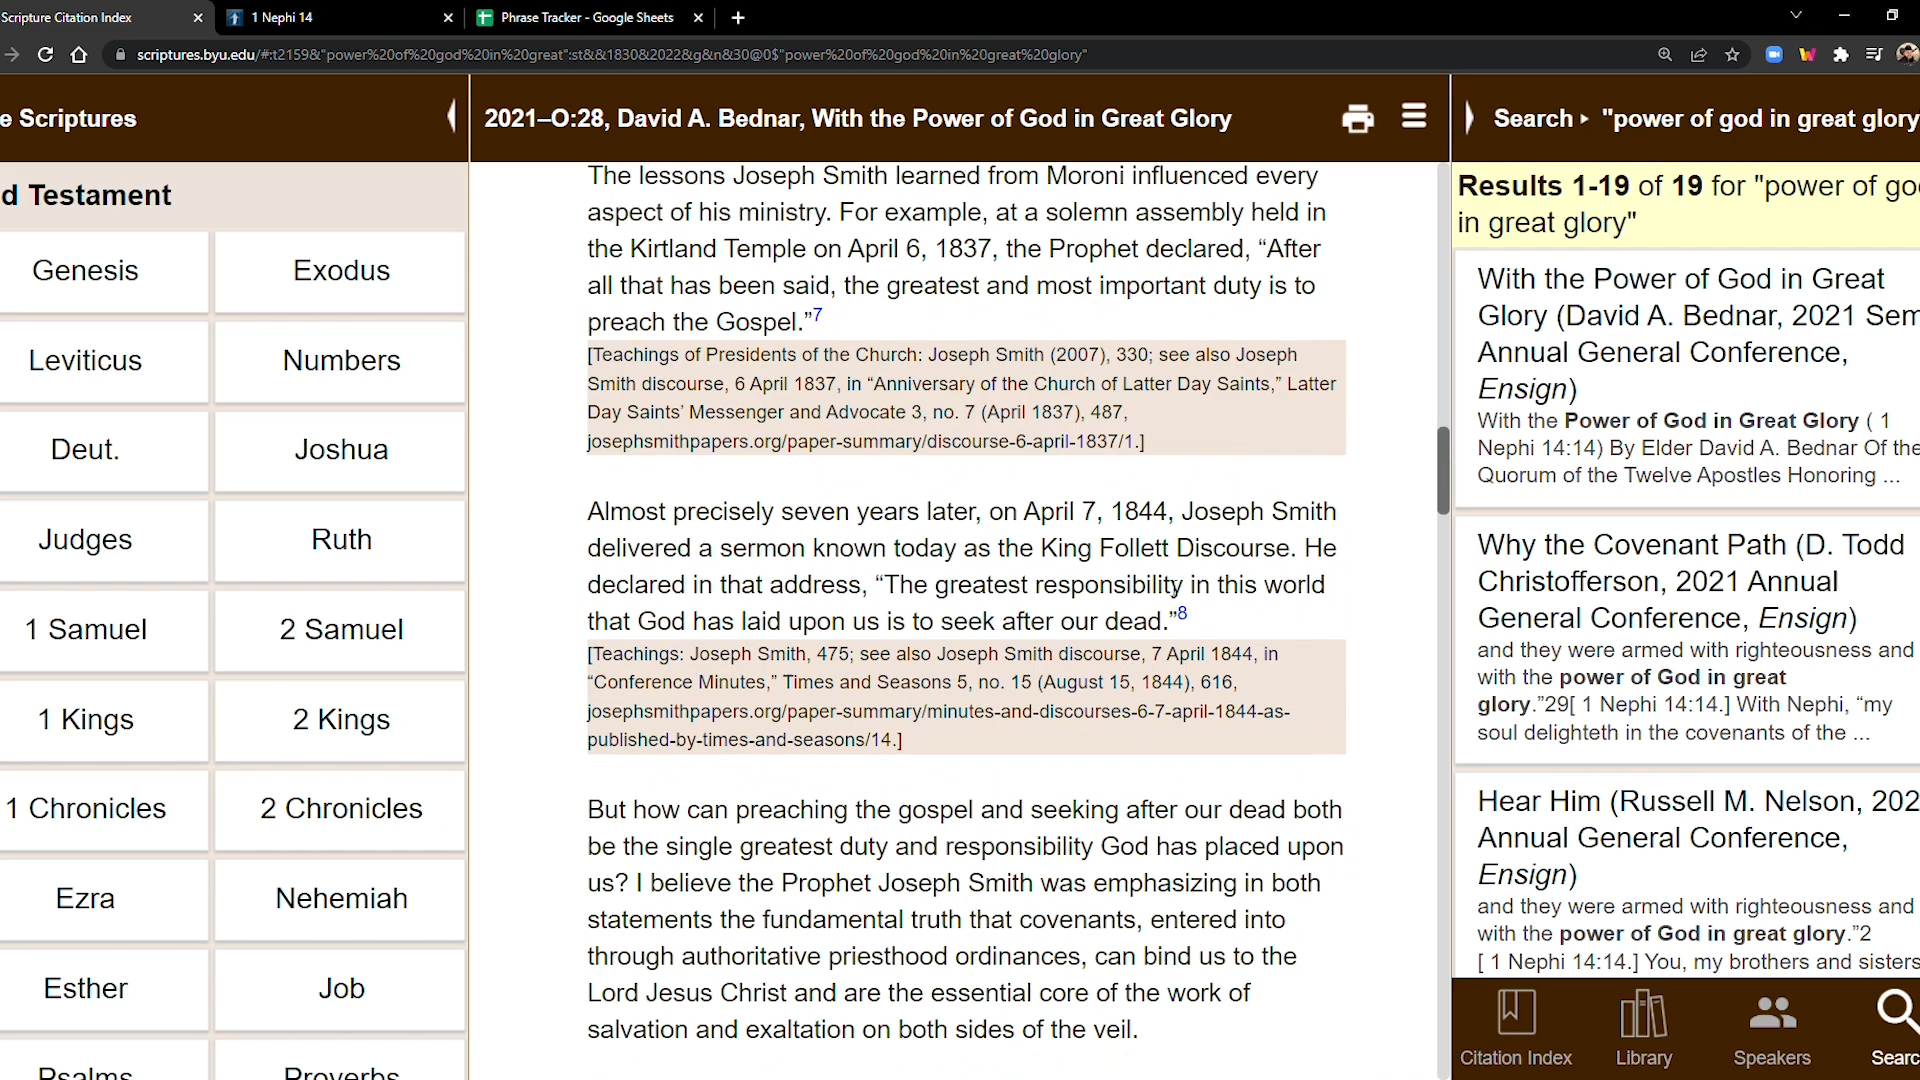 Scripture Citation Index
1 Nephi 14
Phrase Tracker - Google Sheets
scriptures.byu.edu/#:t2159&"power%20of%20god%20in%20great":st&&1830&2022&g&n&30@0$"power%20of%20god%20in%20great%20glory"
e Scriptures
d Testament
Genesis
Exodus
Leviticus
Numbers
Deut.
Joshua
Judges
Ruth
1 Samuel
2 Samuel
1 Kings
2 Kings
1 Chronicles
2 Chronicles
Ezra
Nehemiah
Esther
Job
Psalms
Proverbs
2021–O:28, David A. Bednar, With the Power of God in Great Glory
The lessons Joseph Smith learned from Moroni influenced every
aspect of his ministry. For example, at a solemn assembly held in
the Kirtland Temple on April 6, 1837, the Prophet declared, “After
all that has been said, the greatest and most important duty is to
preach the Gospel.”7
[Teachings of Presidents of the Church: Joseph Smith (2007), 330; see also Joseph
Smith discourse, 6 April 1837, in “Anniversary of the Church of Latter Day Saints,” Latter
Day Saints’ Messenger and Advocate 3, no. 7 (April 1837), 487,
josephsmithpapers.org/paper-summary/discourse-6-april-1837/1.]
Almost precisely seven years later, on April 7, 1844, Joseph Smith
delivered a sermon known today as the King Follett Discourse. He
declared in that address, “The greatest responsibility in this world
that God has laid upon us is to seek after our dead.”8
[Teachings: Joseph Smith, 475; see also Joseph Smith discourse, 7 April 1844, in
“Conference Minutes,” Times and Seasons 5, no. 15 (August 15, 1844), 616,
josephsmithpapers.org/paper-summary/minutes-and-discourses-6-7-april-1844-as-
published-by-times-and-seasons/14.]
But how can preaching the gospel and seeking after our dead both
be the single greatest duty and responsibility God has placed upon
us? I believe the Prophet Joseph Smith was emphasizing in both
statements the fundamental truth that covenants, entered into
through authoritative priesthood ordinances, can bind us to the
Lord Jesus Christ and are the essential core of the work of
salvation and exaltation on both sides of the veil.
Search ▸ "power of god in great glory
Results 1-19 of 19 for "power of go
in great glory"
With the Power of God in Great
Glory (David A. Bednar, 2021 Sem
Annual General Conference,
Ensign)
With the Power of God in Great Glory ( 1
Nephi 14:14) By Elder David A. Bednar Of the
Quorum of the Twelve Apostles Honoring ...
Why the Covenant Path (D. Todd
Christofferson, 2021 Annual
General Conference, Ensign)
and they were armed with righteousness and
with the power of God in great
glory.”29[ 1 Nephi 14:14.] With Nephi, “my
soul delighteth in the covenants of the ...
Hear Him (Russell M. Nelson, 202
Annual General Conference,
Ensign)
and they were armed with righteousness and
with the power of God in great glory.”2
[ 1 Nephi 14:14.] You, my brothers and sisters
Citation Index
Library
Speakers
Searc